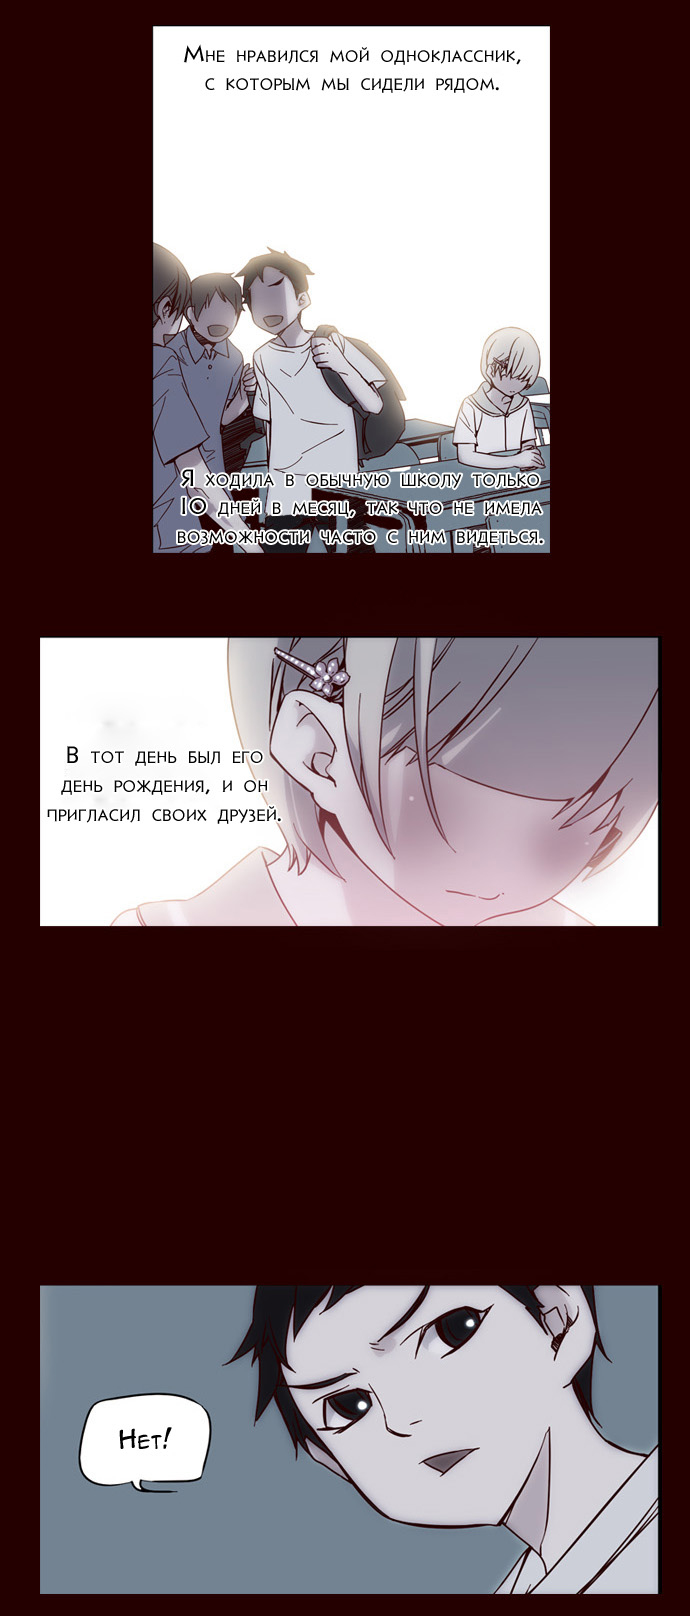 Мне нравился мой одноклассник,
с которым мы сидели рядом.
Я ходила в обычную школу только
10 дней в месяц, так что не имела
возможности часто с ним видеться.
В тот день был его
день рождения, и он
пригласил своих друзей.
Нет!